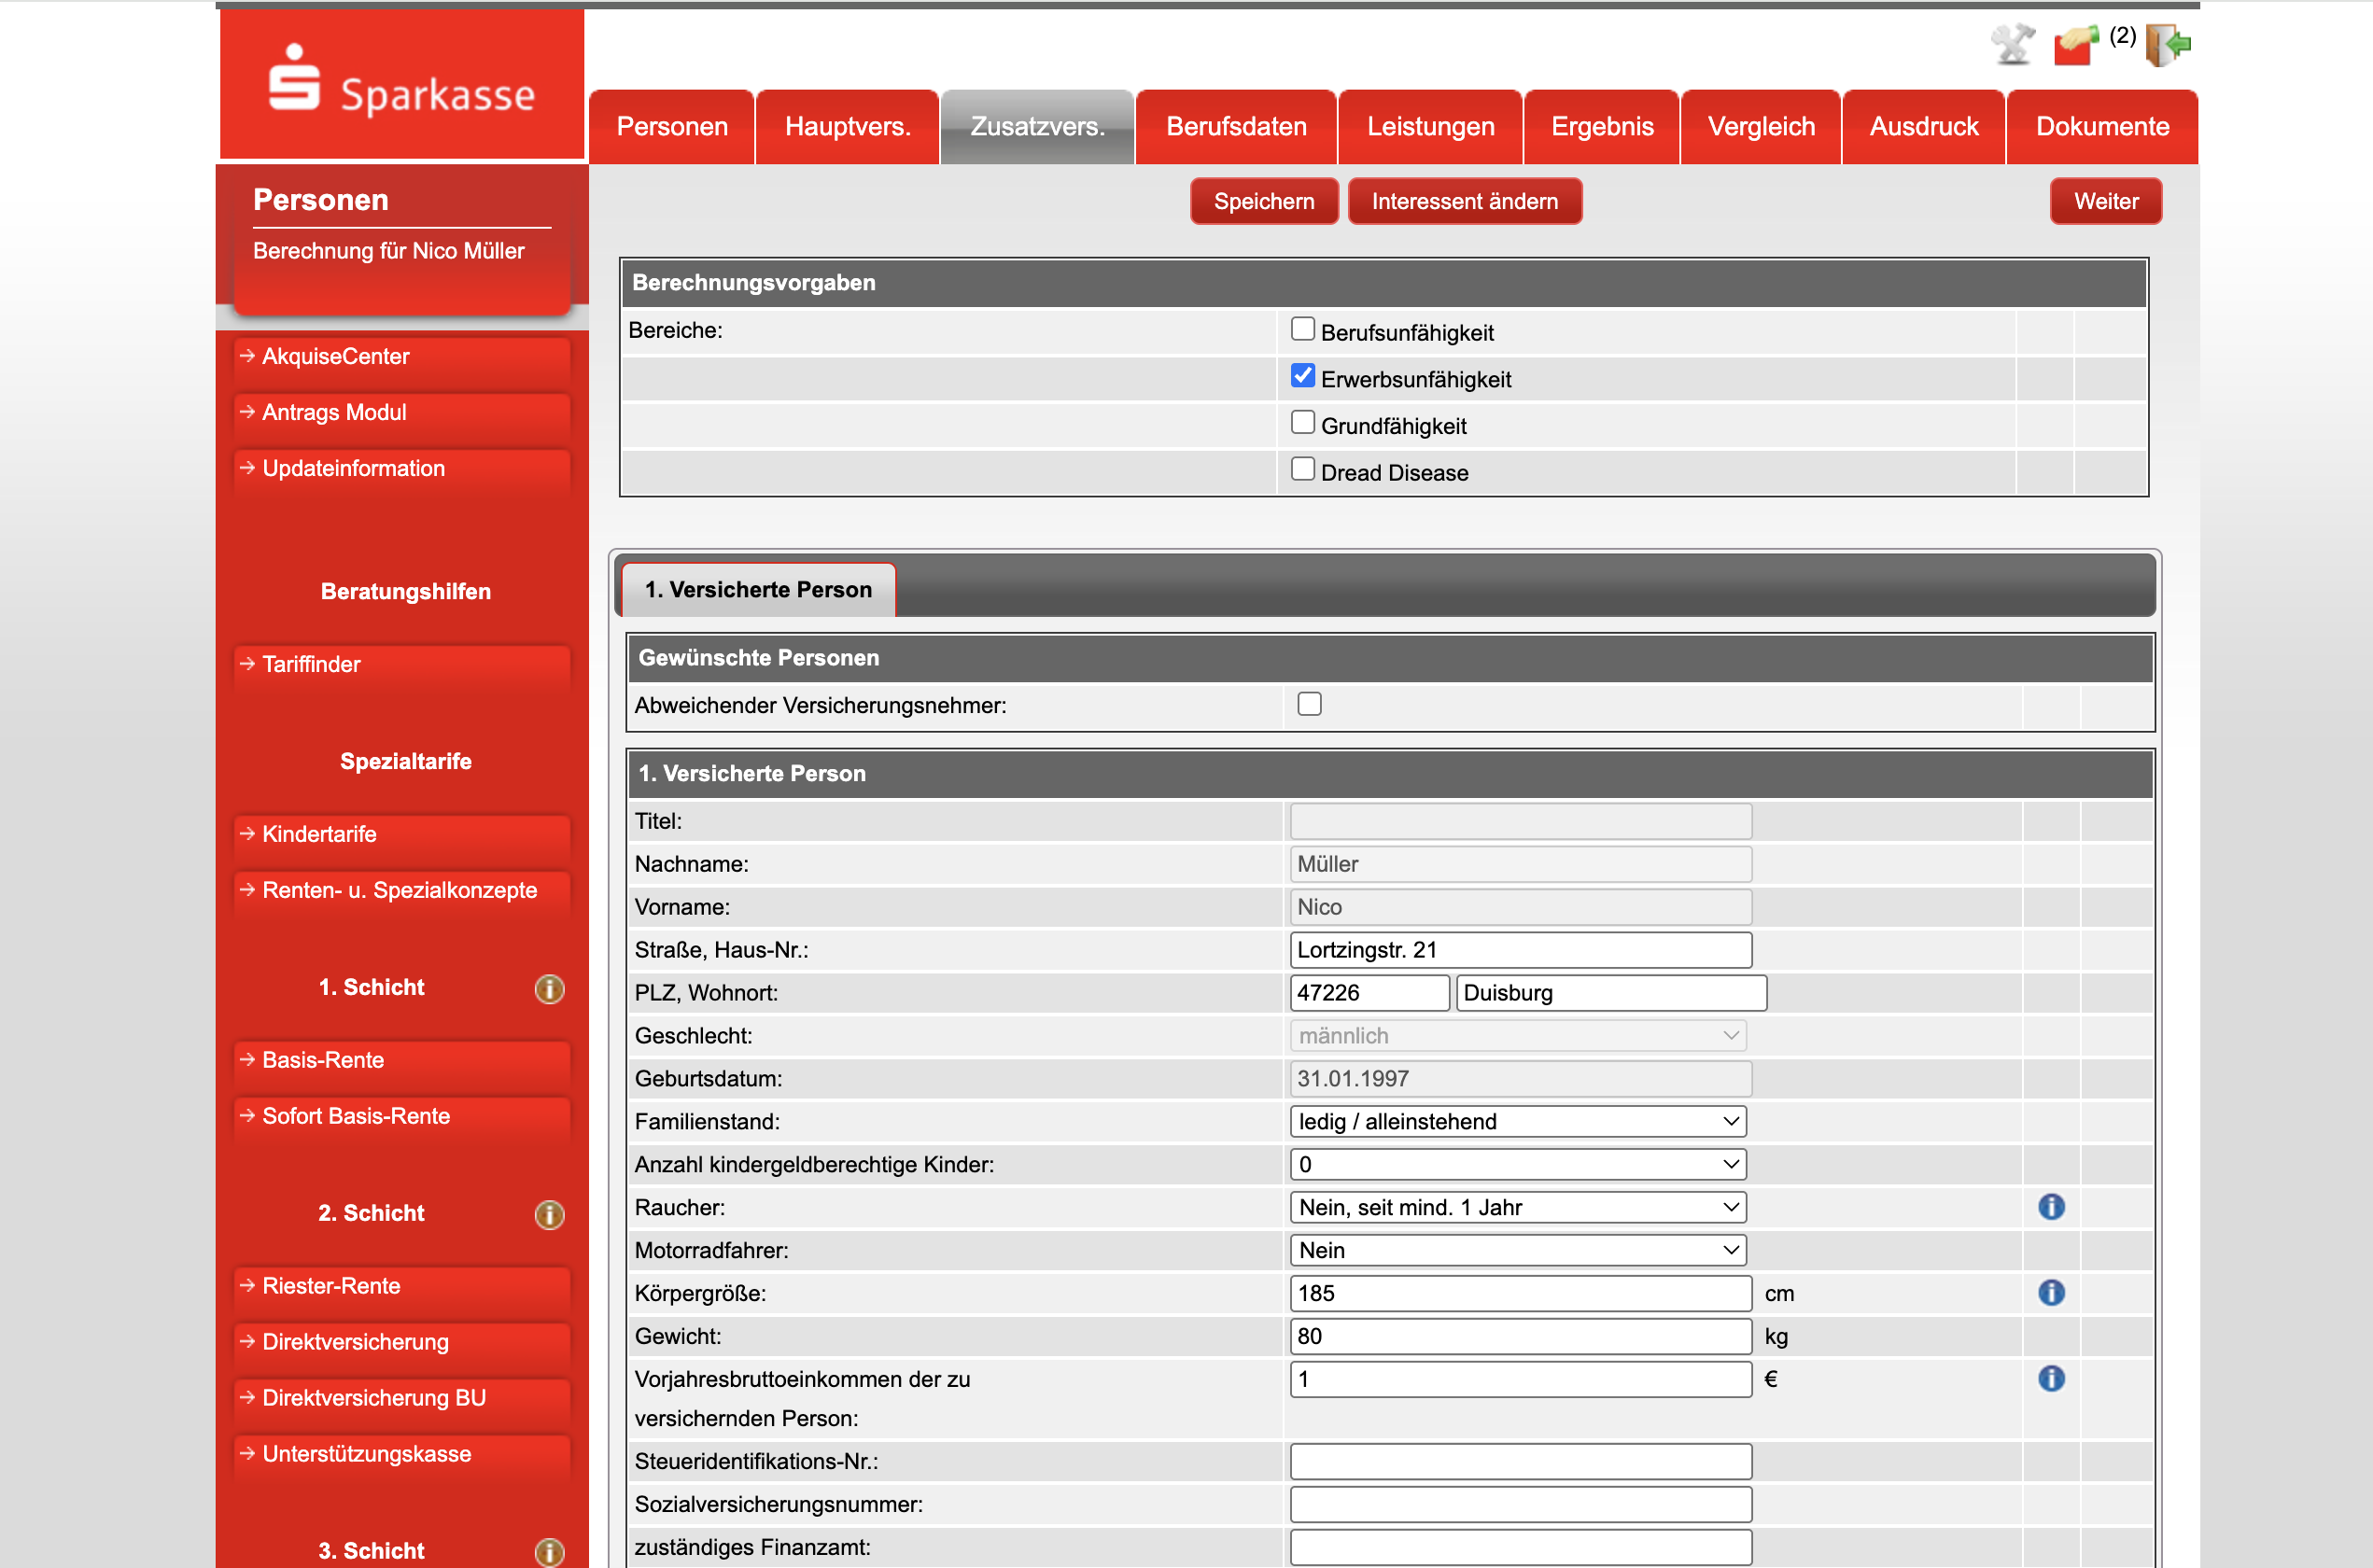 Sparkasse
(2)
Personen
Hauptvers.
Zusatzvers.
Berufsdaten
Leistungen
Ergebnis
Vergleich
Ausdruck
Dokumente
Personen
Berechnung für Nico Müller
AkquiseCenter
Antrags Modul
Updateinformation
Beratungshilfen
Tariffinder
Spezialtarife
Kindertarife
Renten- u. Spezialkonzepte
1. Schicht
Basis-Rente
Sofort Basis-Rente
2. Schicht
Riester-Rente
Direktversicherung
Direktversicherung BU
Unterstützungskasse
3. Schicht
Speichern
Interessent ändern
Weiter
Berechnungsvorgaben
Bereiche:
Berufsunfähigkeit
Erwerbsunfähigkeit
Grundfähigkeit
Dread Disease
1. Versicherte Person
Gewünschte Personen
Abweichender Versicherungsnehmer:
1. Versicherte Person
Titel:
Nachname: Müller
Vorname: Nico
Straße, Haus-Nr.: Lortzingstr. 21
PLZ, Wohnort: 47226 Duisburg
Geschlecht: männlich
Geburtsdatum: 31.01.1997
Familienstand: ledig / alleinstehend
Anzahl kindergeldberechtige Kinder: 0
Raucher: Nein, seit mind. 1 Jahr
Motorradfahrer: Nein
Körpergröße: 185 cm
Gewicht: 80 kg
Vorjahresbruttoeinkommen der zu 1 €
versichernden Person:
Steueridentifikations-Nr.:
Sozialversicherungsnummer:
zuständiges Finanzamt: